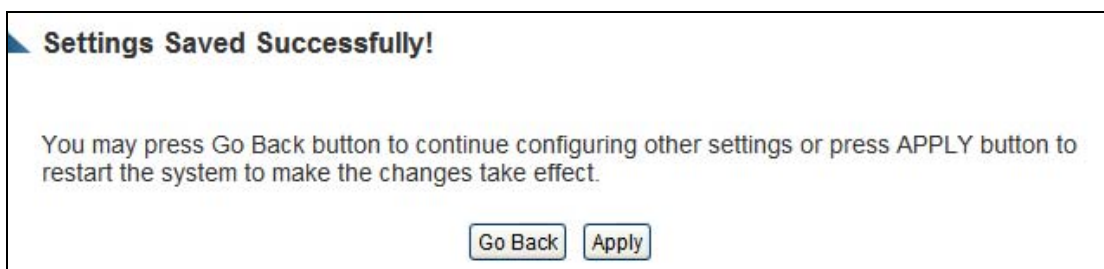 Settings Saved Successfully!
You may press Go Back button to continue configuring other settings or press APPLY button to
restart the system to make the changes take effect.
Go Back Apply